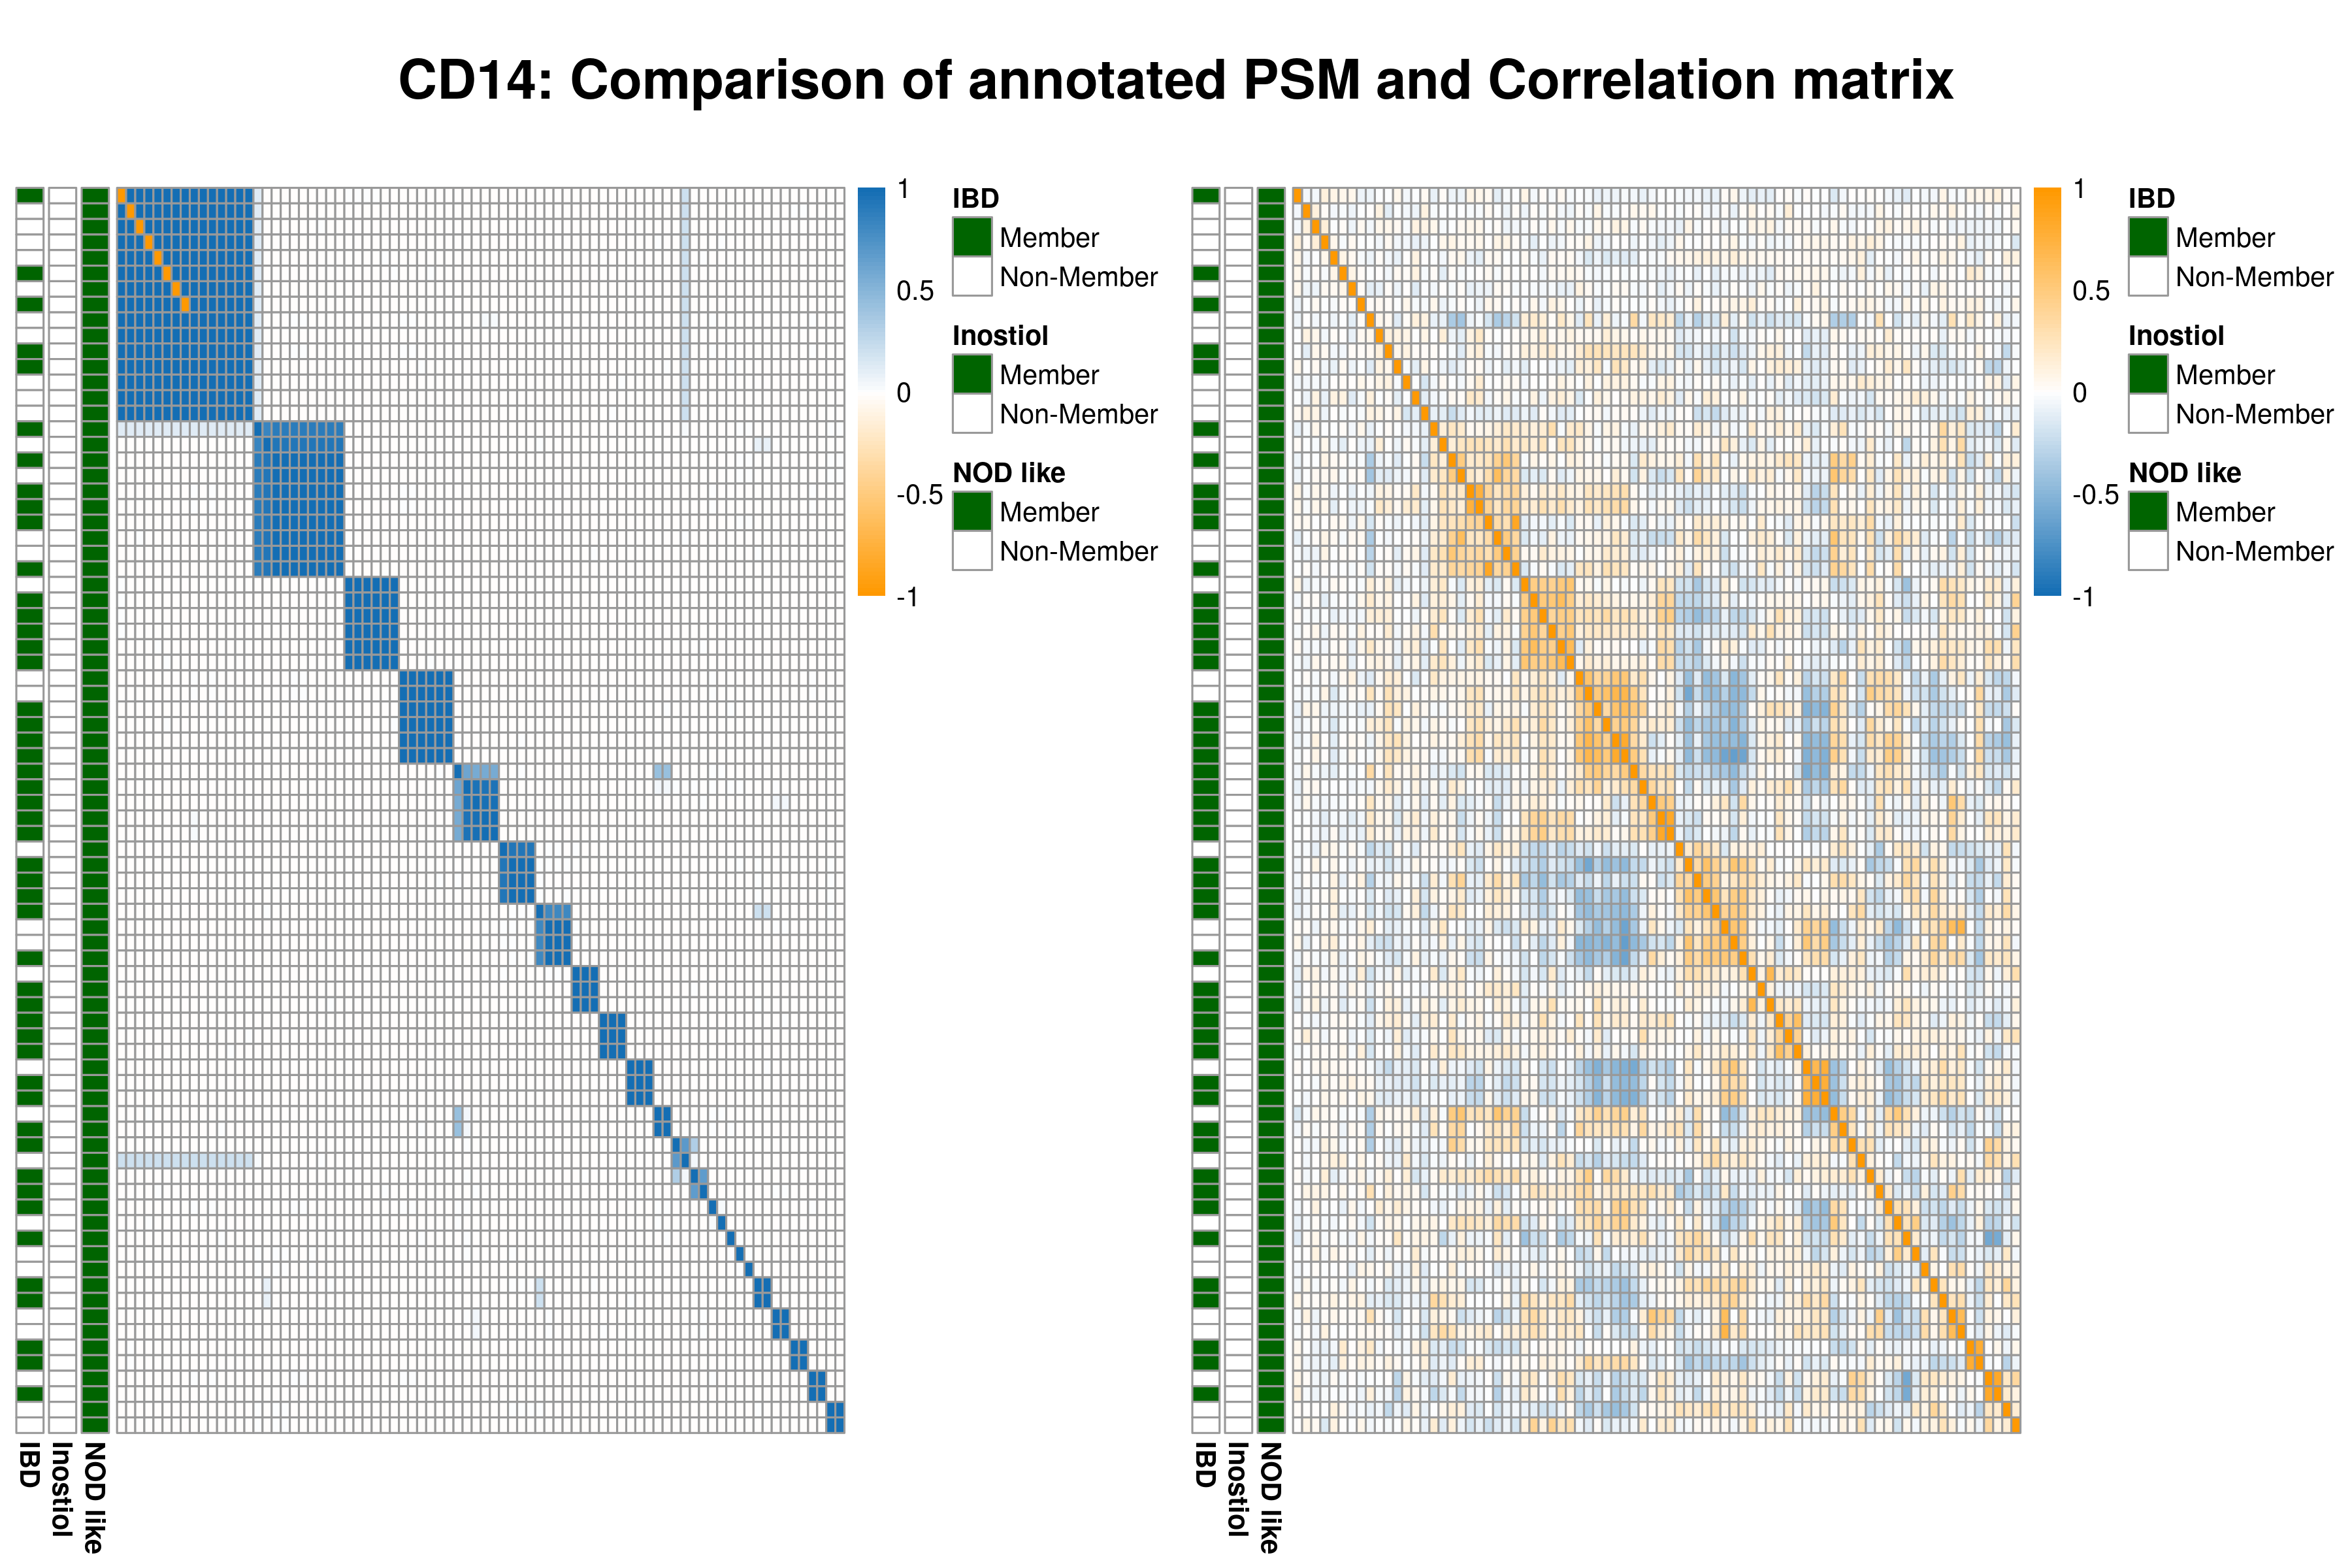 CD14: Comparison of annotated PSM and Correlation matrix
1
0.5
0
-0.5
-1
IBD
Member
Non-Member
Inostiol
Member
Non-Member
NOD like
Member
Non-Member
IBD
Inostiol
NOD like
1
0.5
0
-0.5
-1
IBD
Member
Non-Member
Inostiol
Member
Non-Member
NOD like
Member
Non-Member
IBD
Inostiol
NOD like